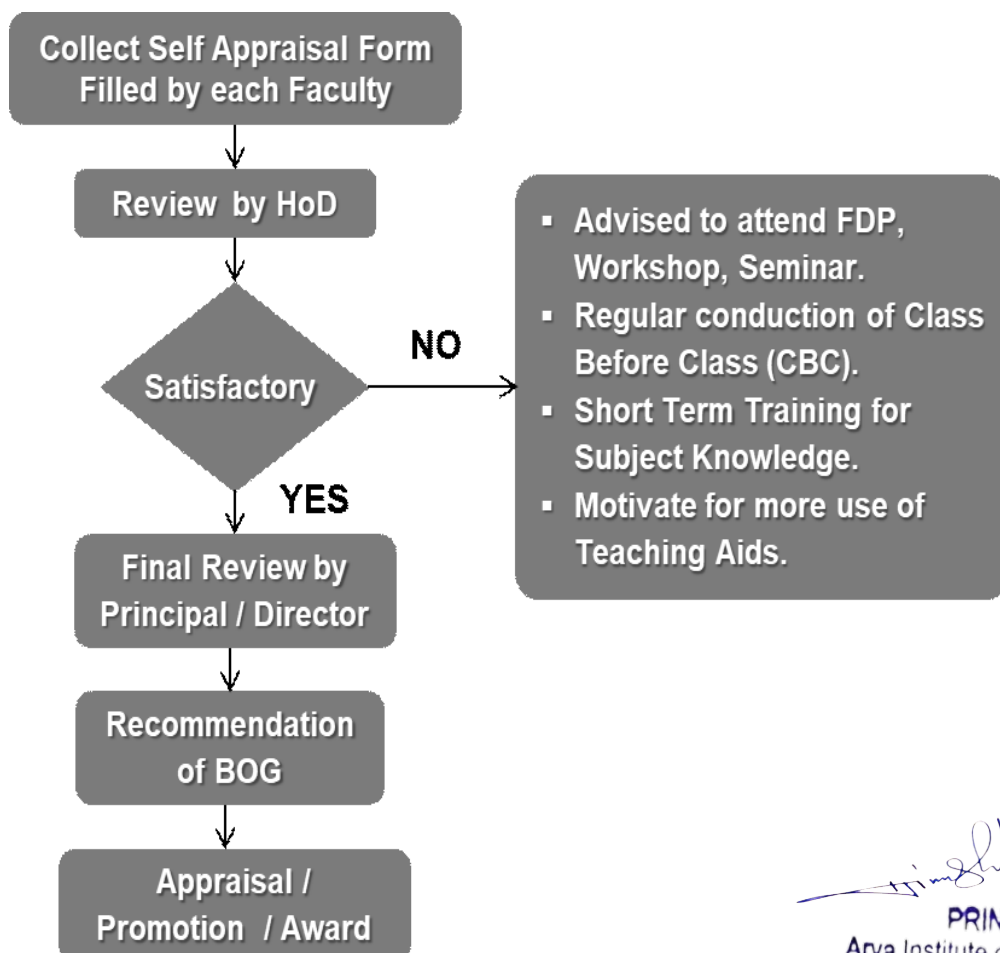 Collect Self Appraisal Form
Filled by each Faculty
Review by HoD
Satisfactory
NO
▪ Advised to attend FDP,
Workshop, Seminar.
▪ Regular conduction of Class
Before Class (CBC).
▪ Short Term Training for
Subject Knowledge.
▪ Motivate for more use of
Teaching Aids.
YES
Final Review by
Principal / Director
Recommendation
of BOG
Appraisal /
Promotion / Award
PRIN
Arya Institute